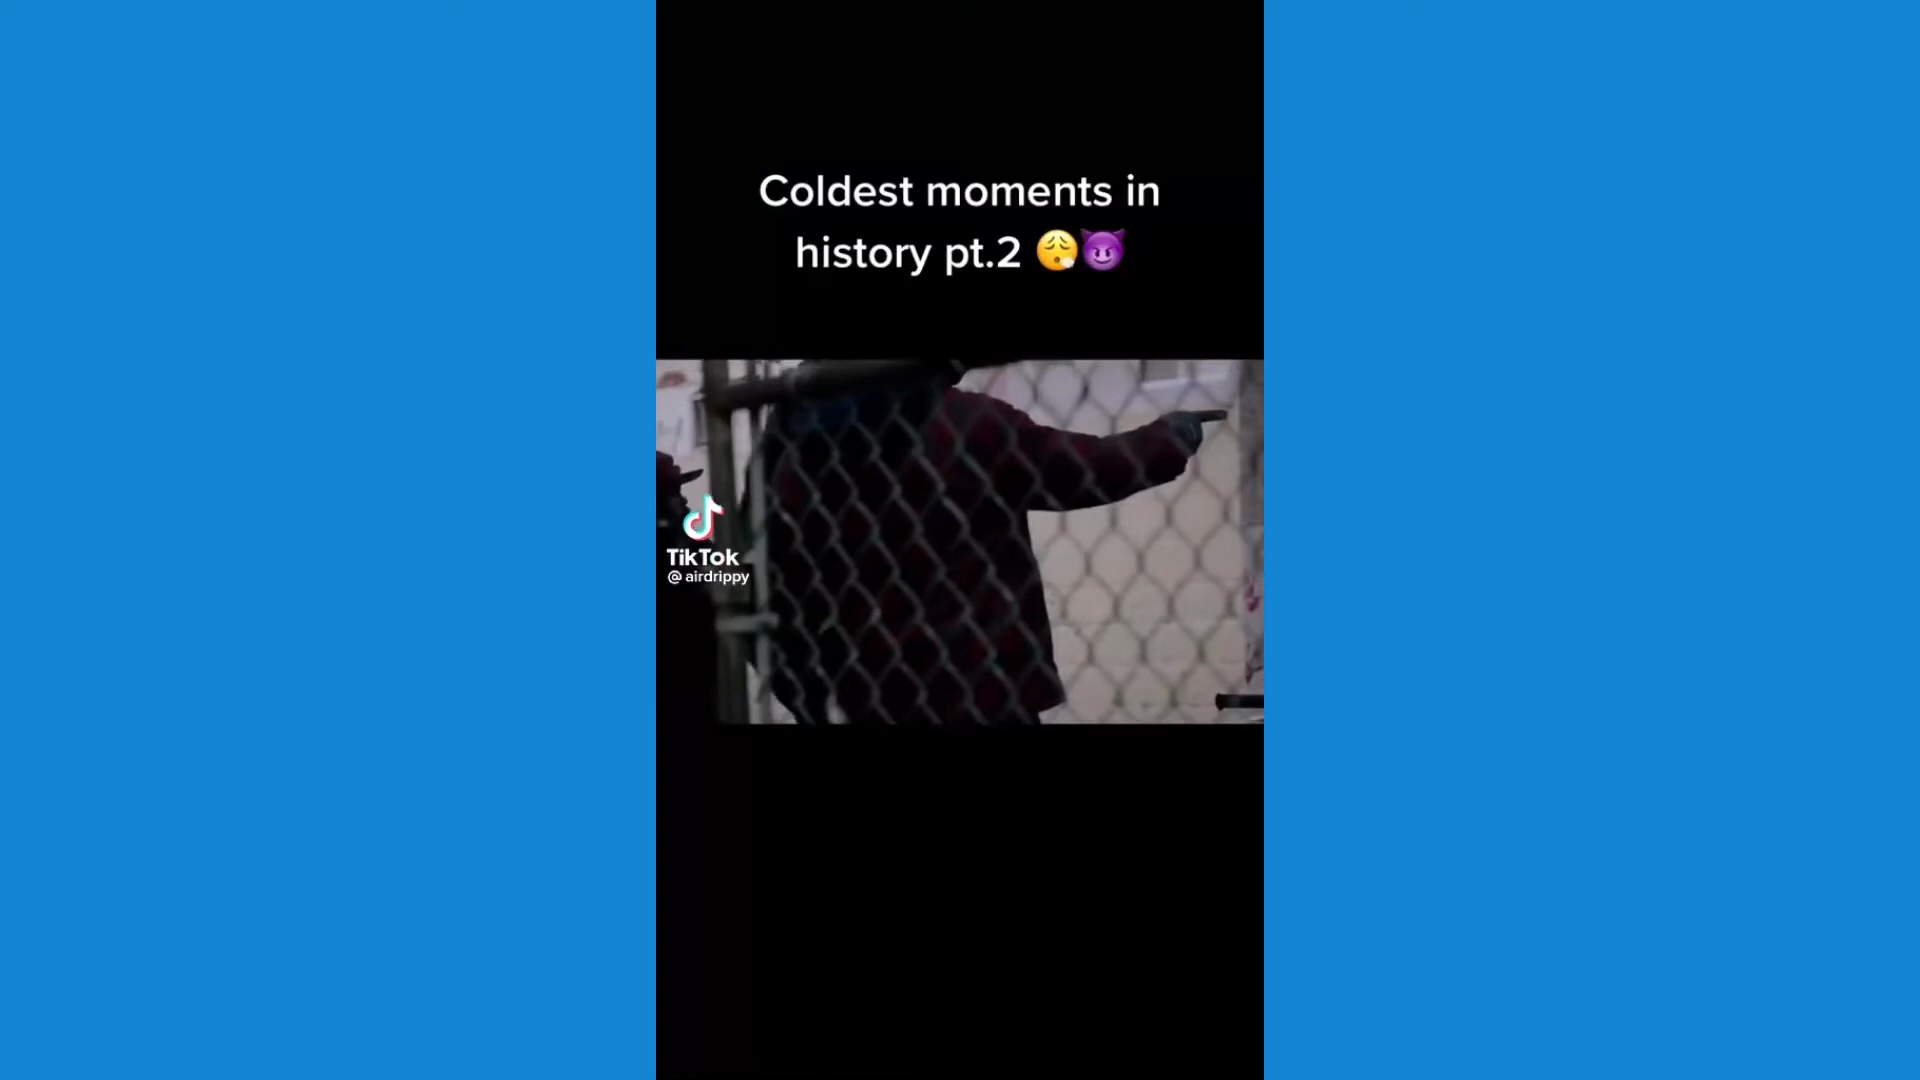 Coldest moments in
history pt.2 😮‍💨😈
TikTok
@ airdrippy